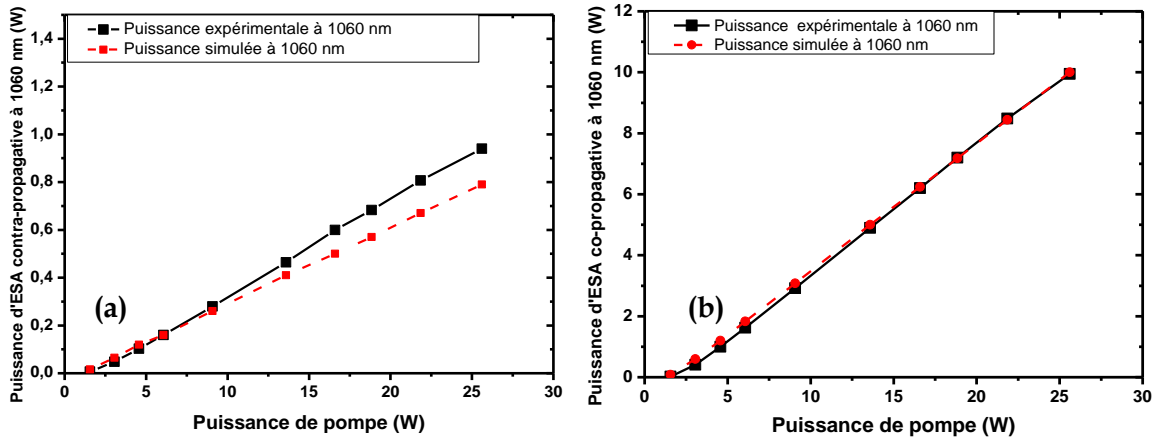 Puissance d'ESA contra-propagative à 1060 nm (W)
1,4
1,2
1,0
0,8
0,6
0,4
0,2
0,0
Puissance expérimentale à 1060 nm
Puissance simulée à 1060 nm
(a)
0 5 10 15 20 25 30
Puissance de pompe (W)
Puissance d'ESA co-propagative à 1060 nm (W)
12
10
8
6
4
2
0
Puissance expérimentale à 1060 nm
Puissance simulée à 1060 nm
(b)
0 5 10 15 20 25 30
Puissance de pompe (W)